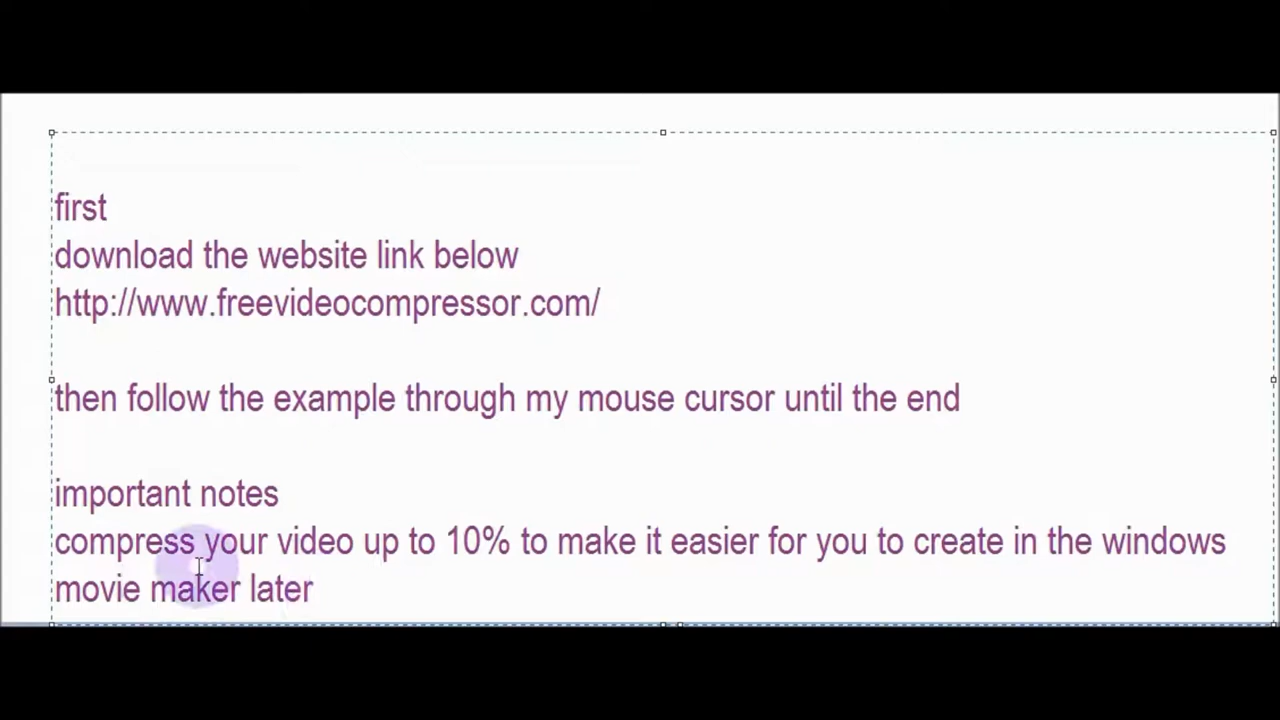 first
download the website link below
http://www.freevideocompressor.com/
then follow the example through my mouse cursor until the end
important notes
compress your video up to 10% to make it easier for you to create in the windows
movie maker later